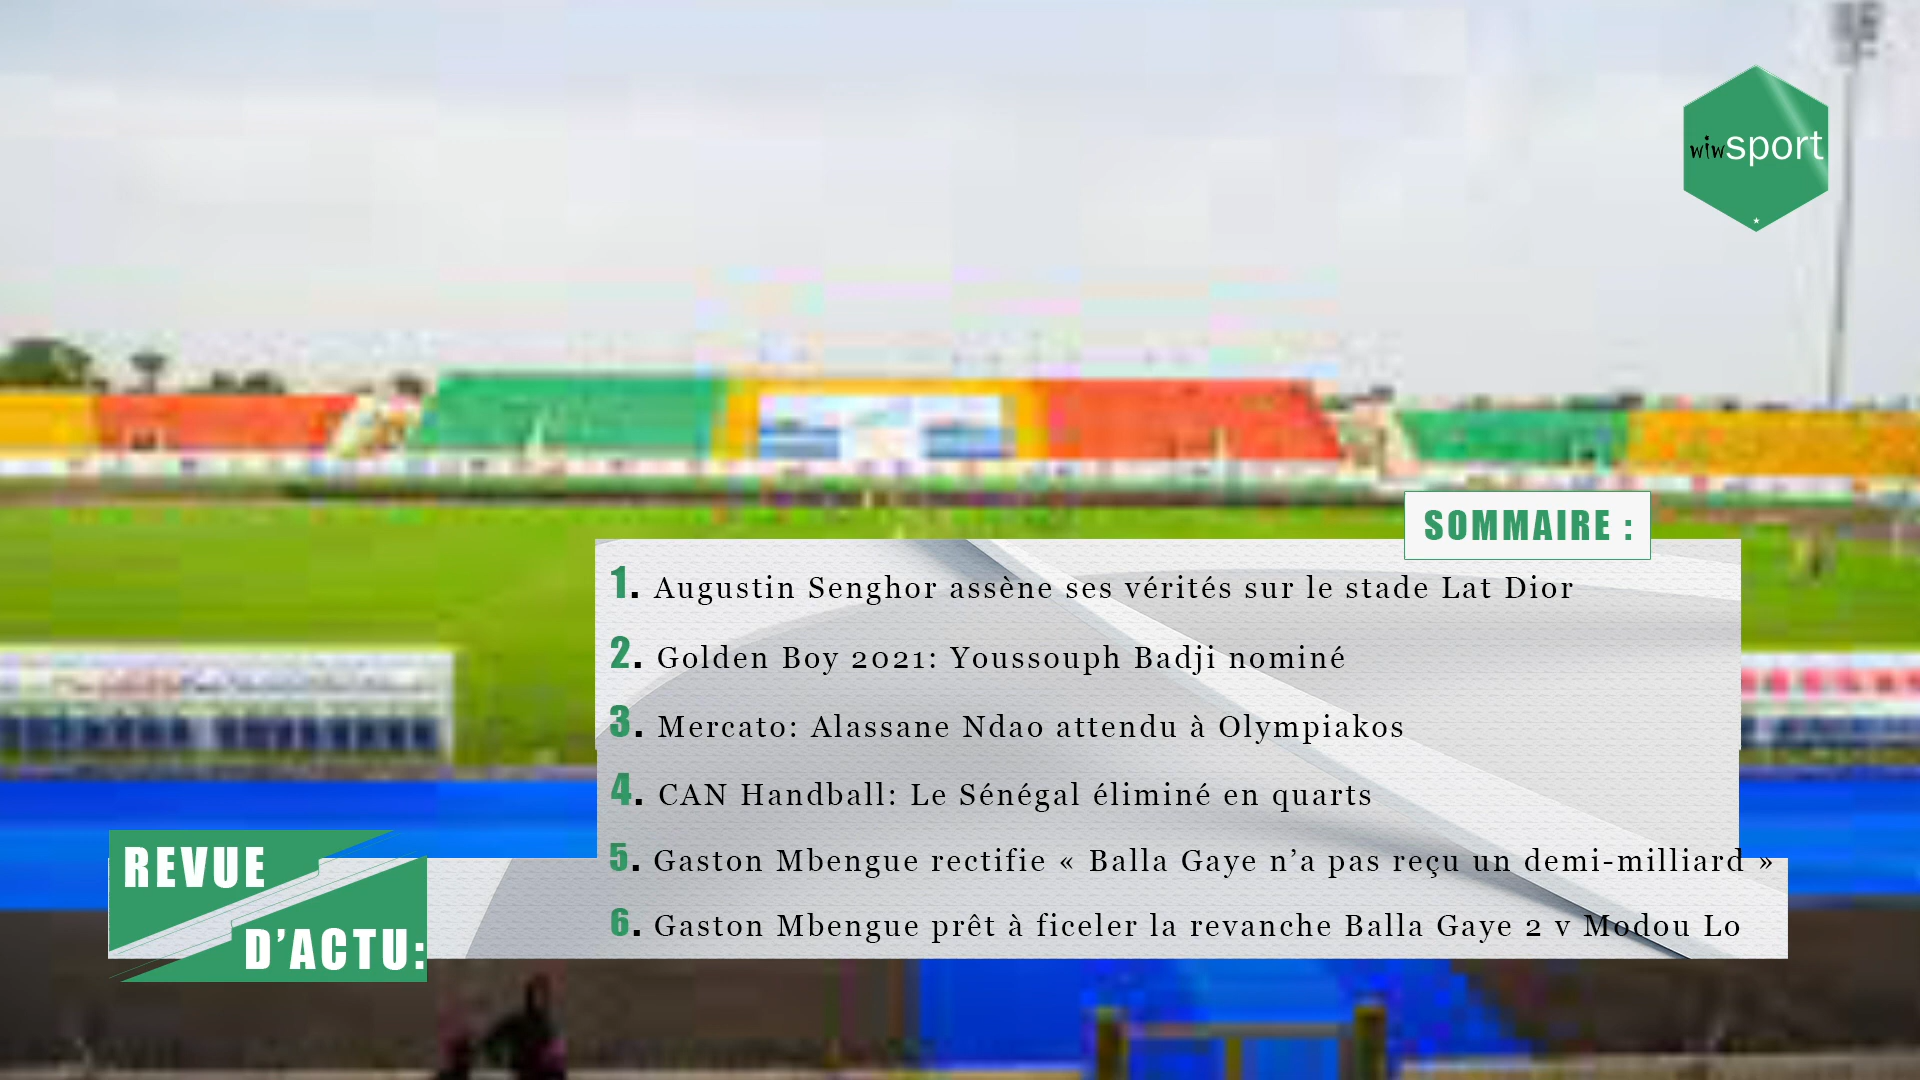 wiwsport
SOMMAIRE :
1. Augustin Senghor assène ses vérités sur le stade Lat Dior
2. Golden Boy 2021: Youssouph Badji nominé
3. Mercato: Alassane Ndao attendu à Olympiakos
4. CAN Handball: Le Sénégal éliminé en quarts
5. Gaston Mbengue rectifie « Balla Gaye n’a pas reçu un demi-milliard »
6. Gaston Mbengue prêt à ficeler la revanche Balla Gaye 2 v Modou Lo
REVUE
D’ACTU: